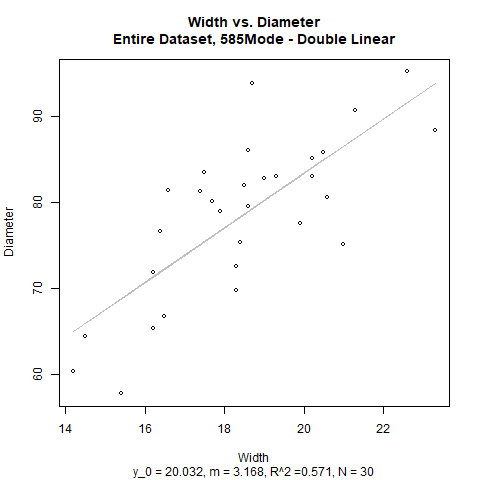 Width vs. Diameter
Entire Dataset, 585Mode - Double Linear
Diameter
90
80
70
60
14 16 18 20 22
Width
y_0 = 20.032, m = 3.168, R^2 =0.571, N = 30